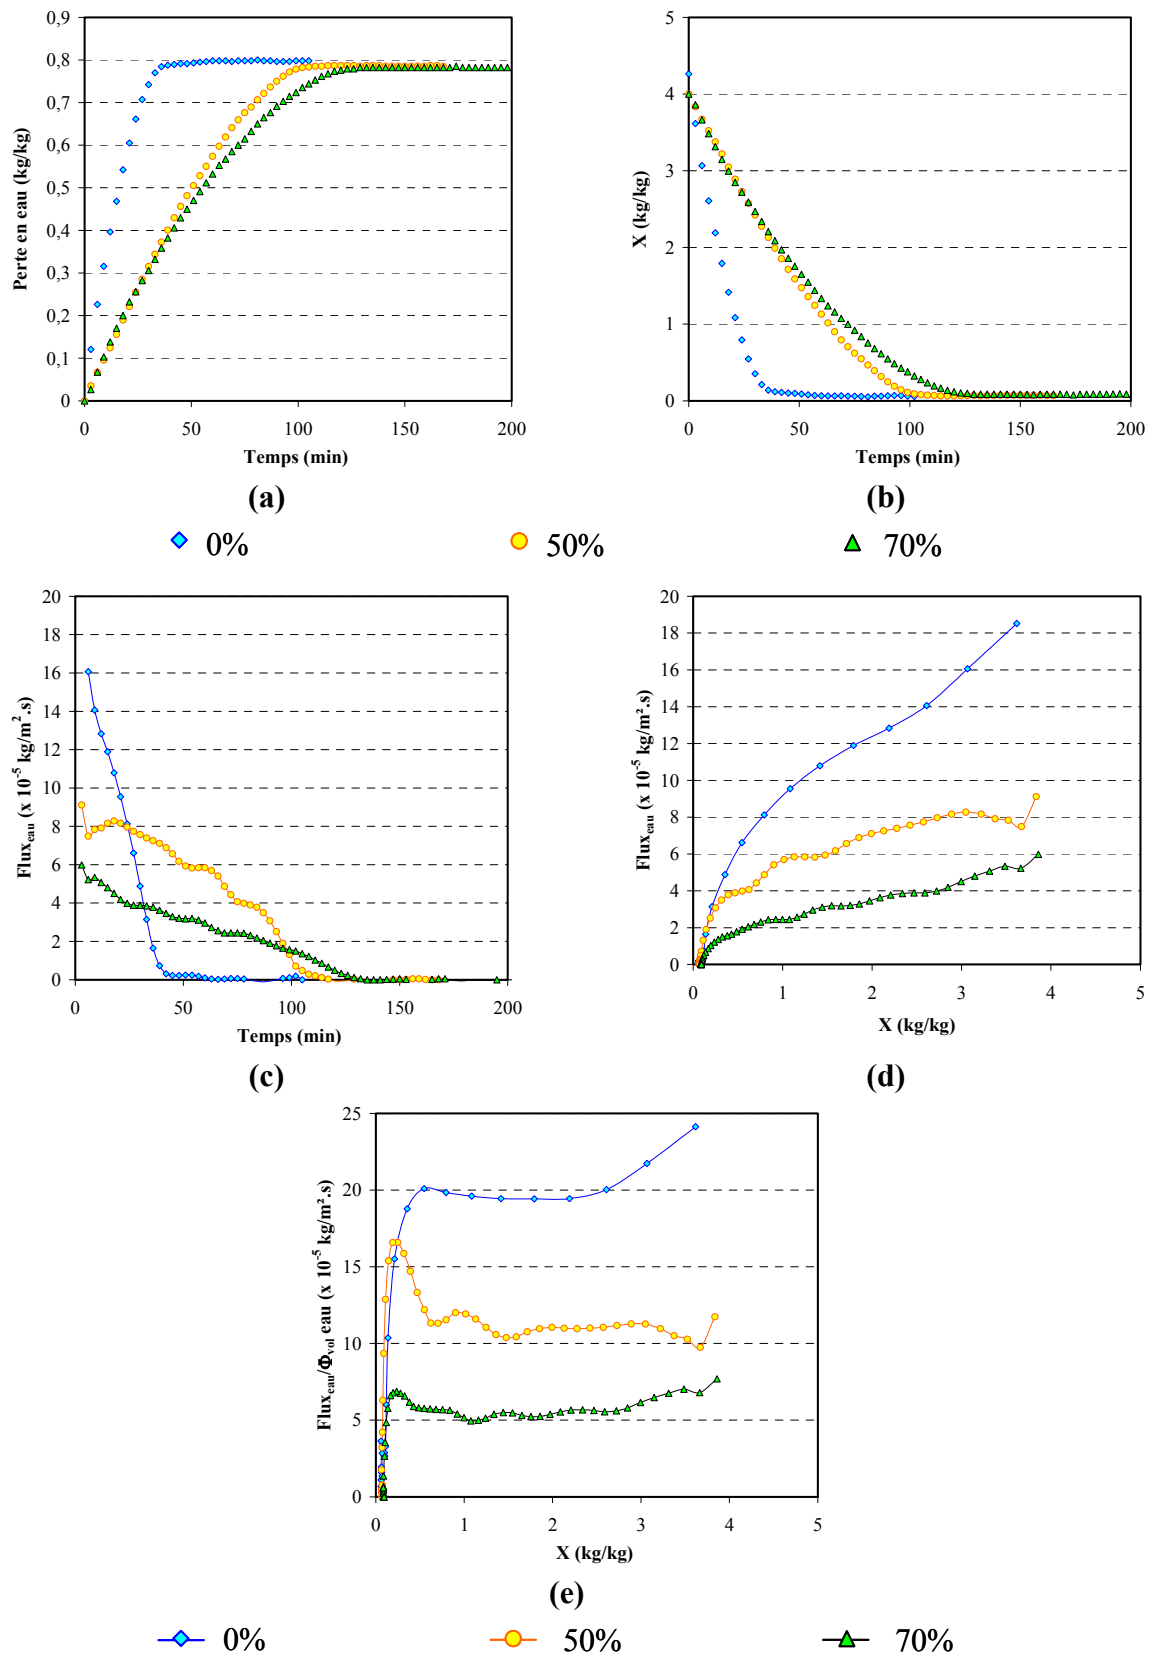 0,9
0,8
0,7
0,6
0,5
0,4
0,3
0,2
0,1
0
Perte en eau (kg/kg)
0 50 100 150 200
Temps (min)
(a)
5
4
3
2
1
0
X (kg/kg)
0 50 100 150 200
Temps (min)
(b)
0% 50% 70%
20
18
16
14
12
10
8
6
4
2
0
Flux_eau (x 10^-5 kg/m².s)
0 50 100 150 200
Temps (min)
(c)
20
18
16
14
12
10
8
6
4
2
0
Flux_eau (x 10^-5 kg/m².s)
0 1 2 3 4 5
X (kg/kg)
(d)
25
20
15
10
5
0
Flux_eau/Φ_vol eau (x 10^-5 kg/m².s)
0 1 2 3 4 5
X (kg/kg)
(e)
0% 50% 70%